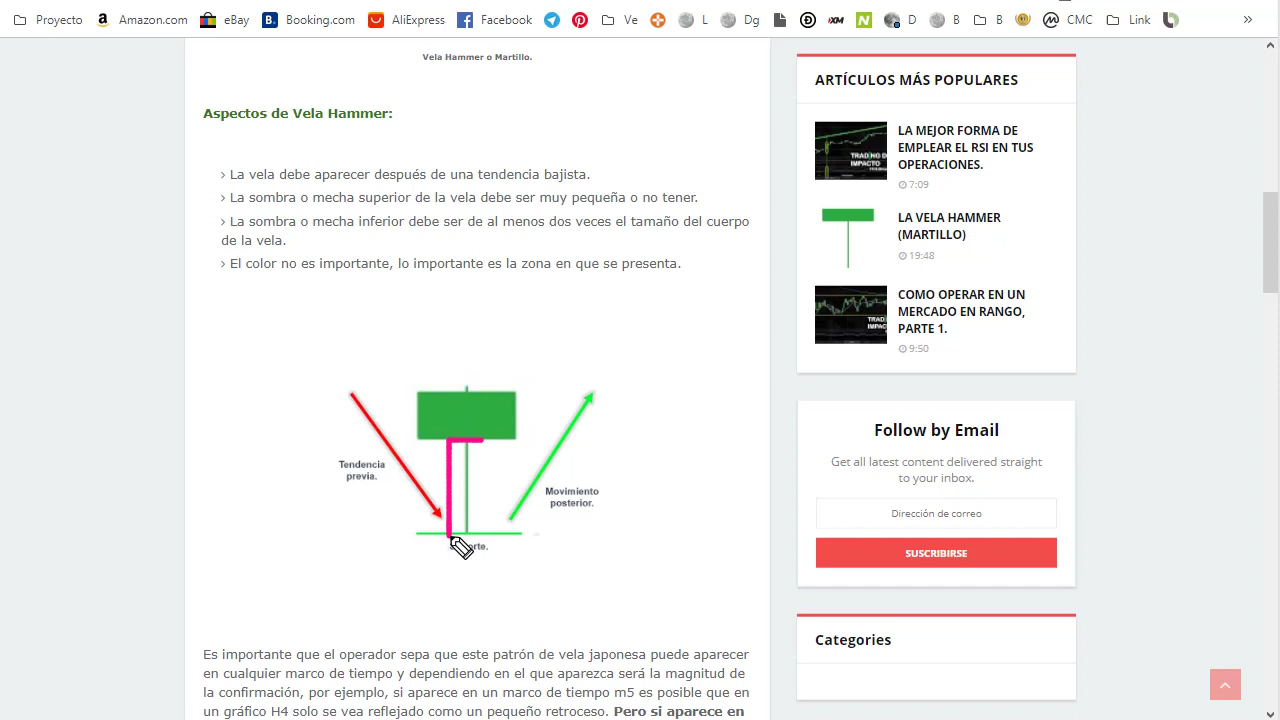 Proyecto
Amazon.com
eBay
Booking.com
AliExpress
Facebook
Ve
L
Dg
XM
N
B
B
CMC
Link
»
Vela Hammer o Martillo.
Aspectos de Vela Hammer:
› La vela debe aparecer después de una tendencia bajista.
› La sombra o mecha superior de la vela debe ser muy pequeña o no tener.
› La sombra o mecha inferior debe ser de al menos dos veces el tamaño del cuerpo
de la vela.
› El color no es importante, lo importante es la zona en que se presenta.
Tendencia
previa.
Movimiento
posterior.
Es importante que el operador sepa que este patrón de vela japonesa puede aparecer
en cualquier marco de tiempo y dependiendo en el que aparezca será la magnitud de
la confirmación, por ejemplo, si aparece en un marco de tiempo m5 es posible que en
un gráfico H4 solo se vea reflejado como un pequeño retroceso. Pero si aparece en
ARTÍCULOS MÁS POPULARES
LA MEJOR FORMA DE
EMPLEAR EL RSI EN TUS
OPERACIONES.
7:09
LA VELA HAMMER
(MARTILLO)
19:48
COMO OPERAR EN UN
MERCADO EN RANGO,
PARTE 1.
9:50
Follow by Email
Get all latest content delivered straight
to your inbox.
Dirección de correo
SUSCRIBIRSE
Categories